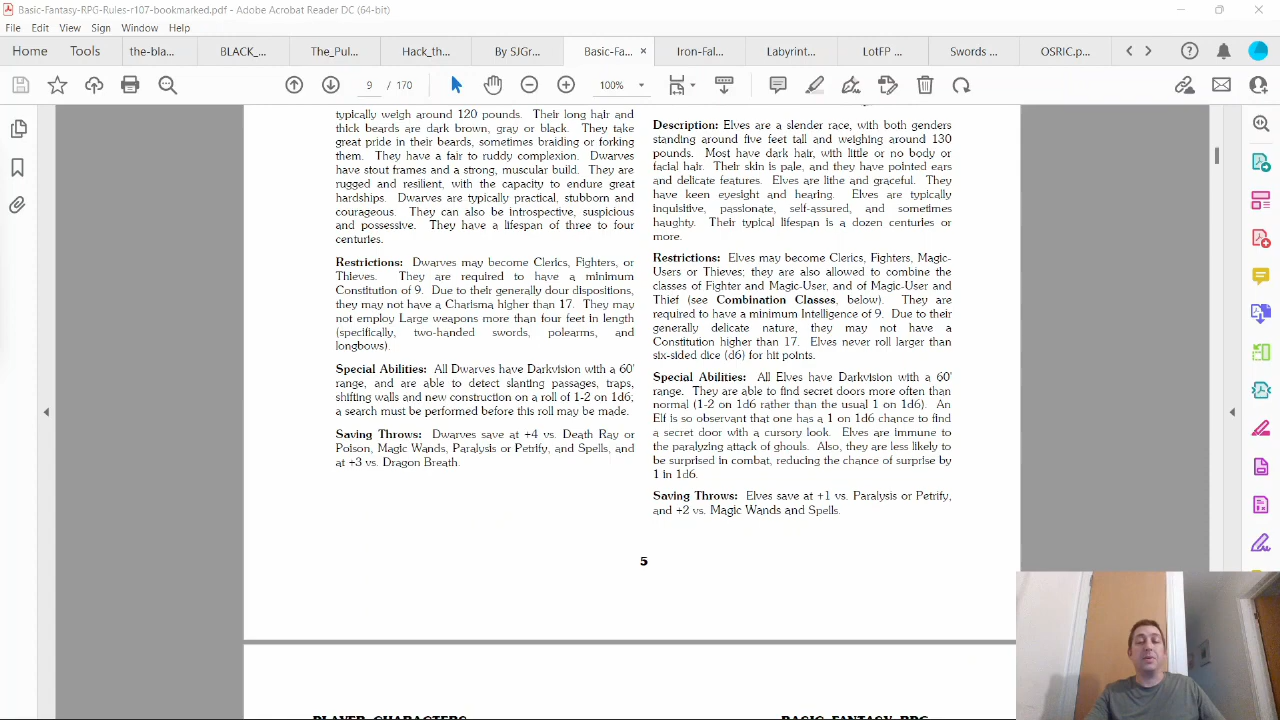 Basic-Fantasy-RPG-Rules-r107-bookmarked.pdf - Adobe Acrobat Reader DC (64-bit)
File Edit View Sign Window Help
Home Tools the-bla... BLACK_... The_Pul... Hack_th... By SJGr... Basic-Fa... × Iron-Fal... Labyrint... LotFP ... Swords ... OSRIC.p...
9 / 170 100%
typically weigh around 120 pounds. Their long hair and
thick beards are dark brown, gray or black. They take
great pride in their beards, sometimes braiding or forking
them. They have a fair to ruddy complexion. Dwarves
have stout frames and a strong, muscular build. They are
rugged and resilient, with the capacity to endure great
hardships. Dwarves are typically practical, stubborn and
courageous. They can also be introspective, suspicious
and possessive. They have a lifespan of three to four
centuries.
Restrictions: Dwarves may become Clerics, Fighters, or
Thieves. They are required to have a minimum
Constitution of 9. Due to their generally dour dispositions,
they may not have a Charisma higher than 17. They may
not employ Large weapons more than four feet in length
(specifically, two-handed swords, polearms, and
longbows).
Special Abilities: All Dwarves have Darkvision with a 60'
range, and are able to detect slanting passages, traps,
shifting walls and new construction on a roll of 1-2 on 1d6;
a search must be performed before this roll may be made.
Saving Throws: Dwarves save at +4 vs. Death Ray or
Poison, Magic Wands, Paralysis or Petrify, and Spells, and
at +3 vs. Dragon Breath.
Description: Elves are a slender race, with both genders
standing around five feet tall and weighing around 130
pounds. Most have dark hair, with little or no body or
facial hair. Their skin is pale, and they have pointed ears
and delicate features. Elves are lithe and graceful. They
have keen eyesight and hearing. Elves are typically
inquisitive, passionate, self-assured, and sometimes
haughty. Their typical lifespan is a dozen centuries or
more.
Restrictions: Elves may become Clerics, Fighters, Magic-
Users or Thieves; they are also allowed to combine the
classes of Fighter and Magic-User, and of Magic-User and
Thief (see Combination Classes, below). They are
required to have a minimum Intelligence of 9. Due to their
generally delicate nature, they may not have a
Constitution higher than 17. Elves never roll larger than
six-sided dice (d6) for hit points.
Special Abilities: All Elves have Darkvision with a 60'
range. They are able to find secret doors more often than
normal (1-2 on 1d6 rather than the usual 1 on 1d6). An
Elf is so observant that one has a 1 on 1d6 chance to find
a secret door with a cursory look. Elves are immune to
the paralyzing attack of ghouls. Also, they are less likely to
be surprised in combat, reducing the chance of surprise by
1 in 1d6.
Saving Throws: Elves save at +1 vs. Paralysis or Petrify,
and +2 vs. Magic Wands and Spells.
5
PLAYER CHARACTERS BASIC FANTASY RPG